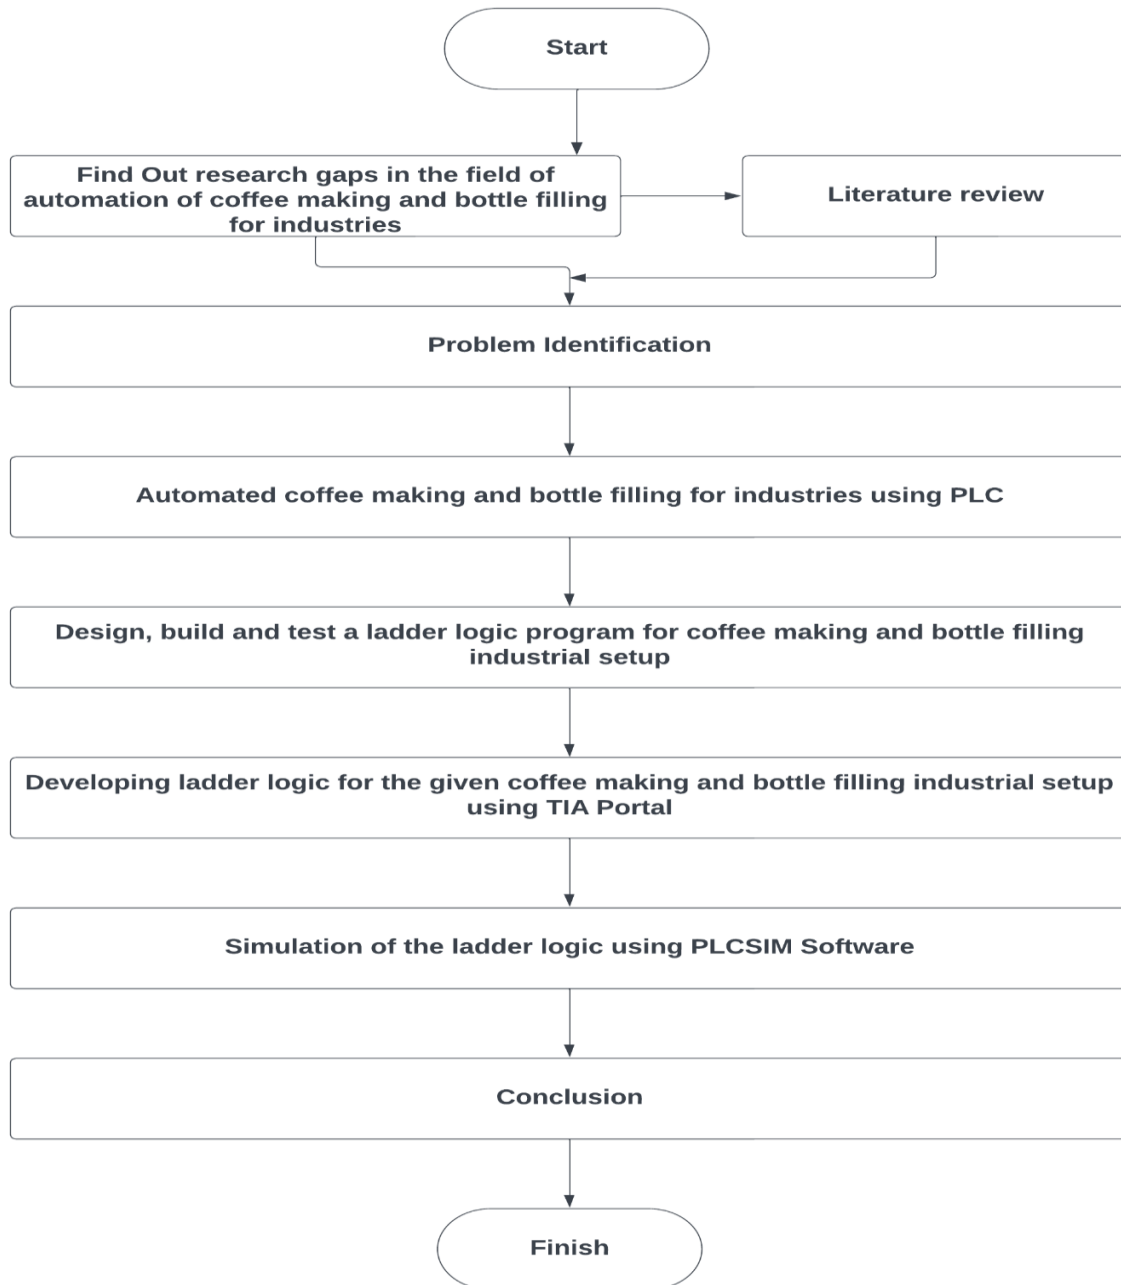 Start
Find Out research gaps in the field of
automation of coffee making and bottle filling
for industries
Literature review
Problem Identification
Automated coffee making and bottle filling for industries using PLC
Design, build and test a ladder logic program for coffee making and bottle filling
industrial setup
Developing ladder logic for the given coffee making and bottle filling industrial setup
using TIA Portal
Simulation of the ladder logic using PLCSIM Software
Conclusion
Finish